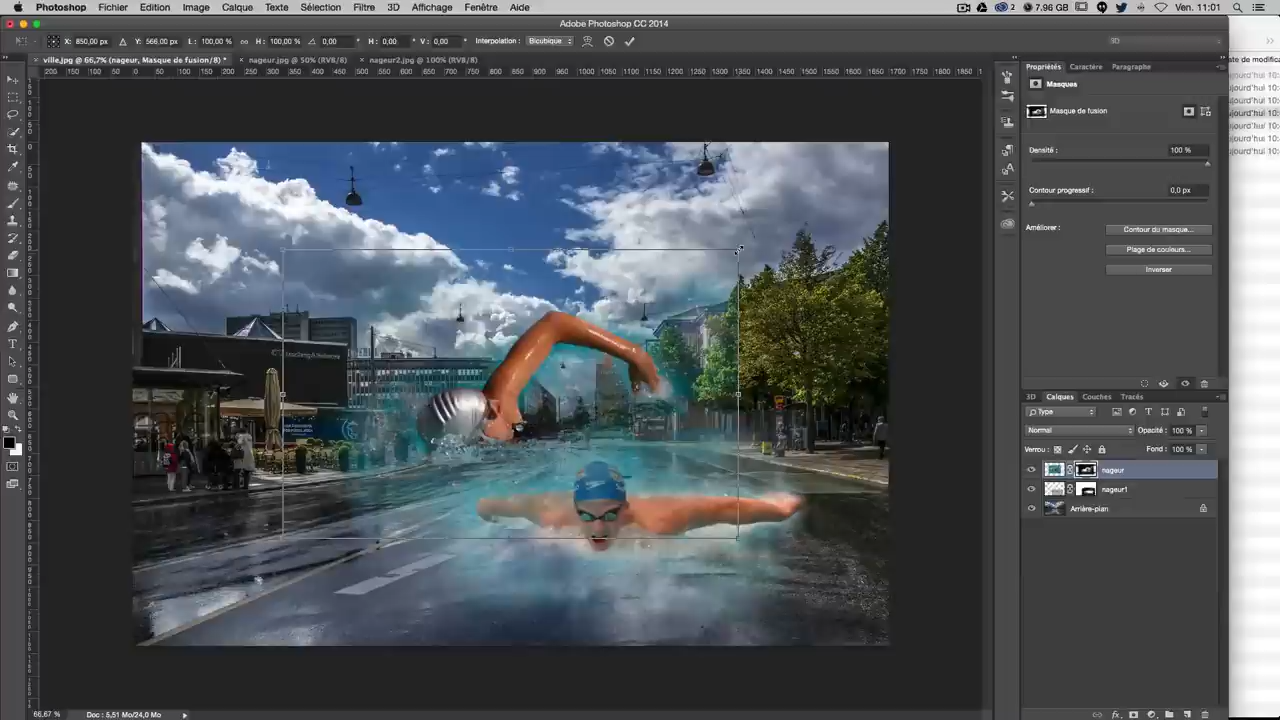 Photoshop Fichier Edition Image Calque Texte Sélection Filtre 3D Affichage Fenêtre Aide 2 7.96 GB Ven. 11:01
Adobe Photoshop CC 2014
X: 850,00 px Y: 566,00 px L: 100,00 % H: 100,00 % 0,00 ° H: 0,00 ° V: 0,00 ° Interpolation : Bicubique 3D
ville.jpg @ 66,7% (nageur, Masque de fusion/8) * × nageur.jpg @ 50% (RVB/8) × nageur2.jpg @ 100% (RVB/8)
Propriétés Caractère Paragraphe
Masques
Masque de fusion
Densité : 100 %
Contour progressif : 0,0 px
Améliorer : Contour du masque...
Plage de couleurs...
Inverser
3D Calques Couches Tracés
Type
Normal Opacité : 100 %
Verrou : Fond : 100 %
nageur
nageur1
Arrière-plan
66,67 % Doc : 5,51 Mo/24,0 Mo